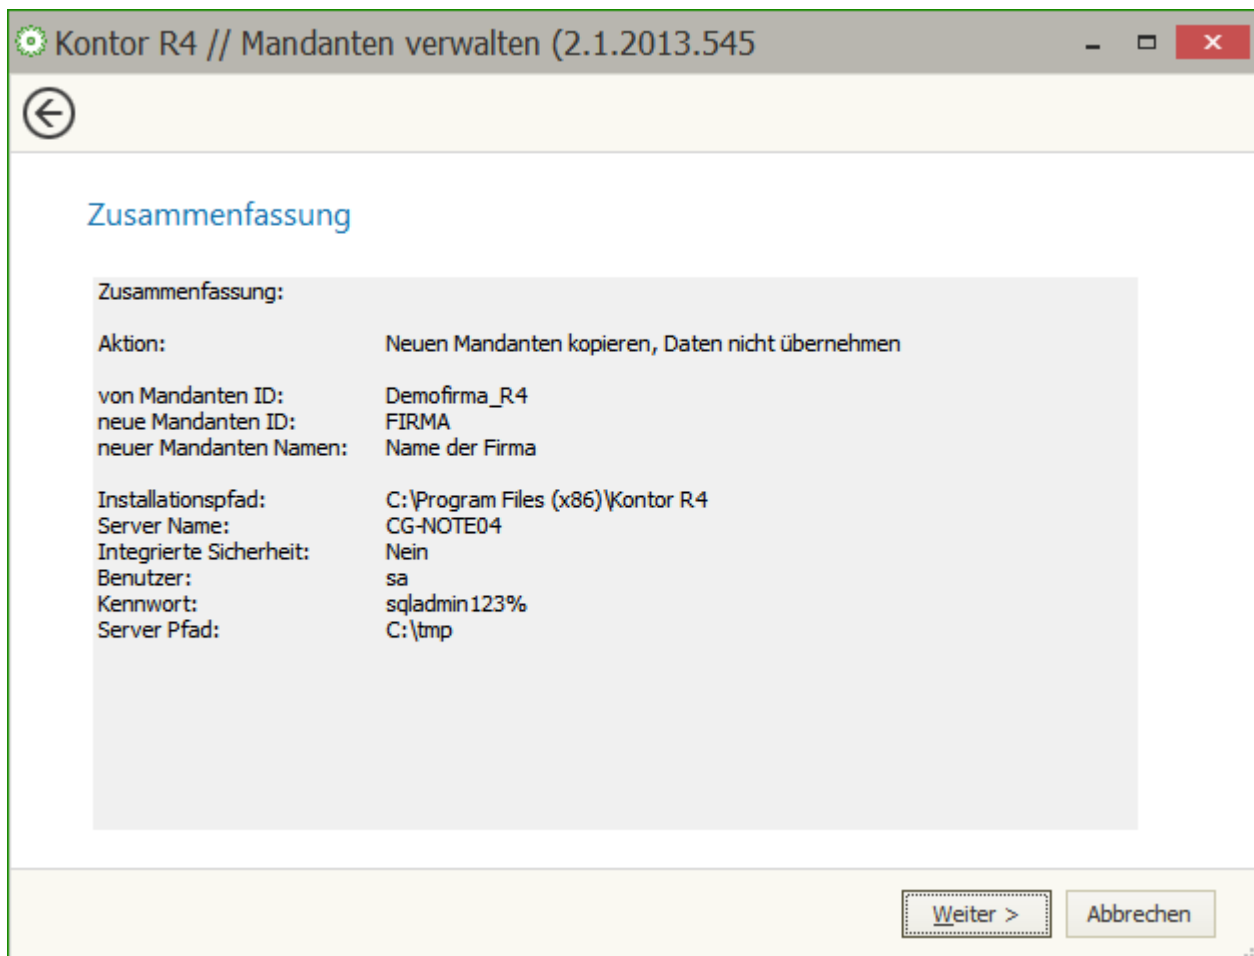 Kontor R4 // Mandanten verwalten (2.1.2013.545
Zusammenfassung
Zusammenfassung:
Aktion: Neuen Mandanten kopieren, Daten nicht übernehmen
von Mandanten ID: Demofirma_R4
neue Mandanten ID: FIRMA
neuer Mandanten Namen: Name der Firma
Installationspfad: C:\Program Files (x86)\Kontor R4
Server Name: CG-NOTE04
Integrierte Sicherheit: Nein
Benutzer: sa
Kennwort: sqladmin123%
Server Pfad: C:\tmp
Weiter > Abbrechen